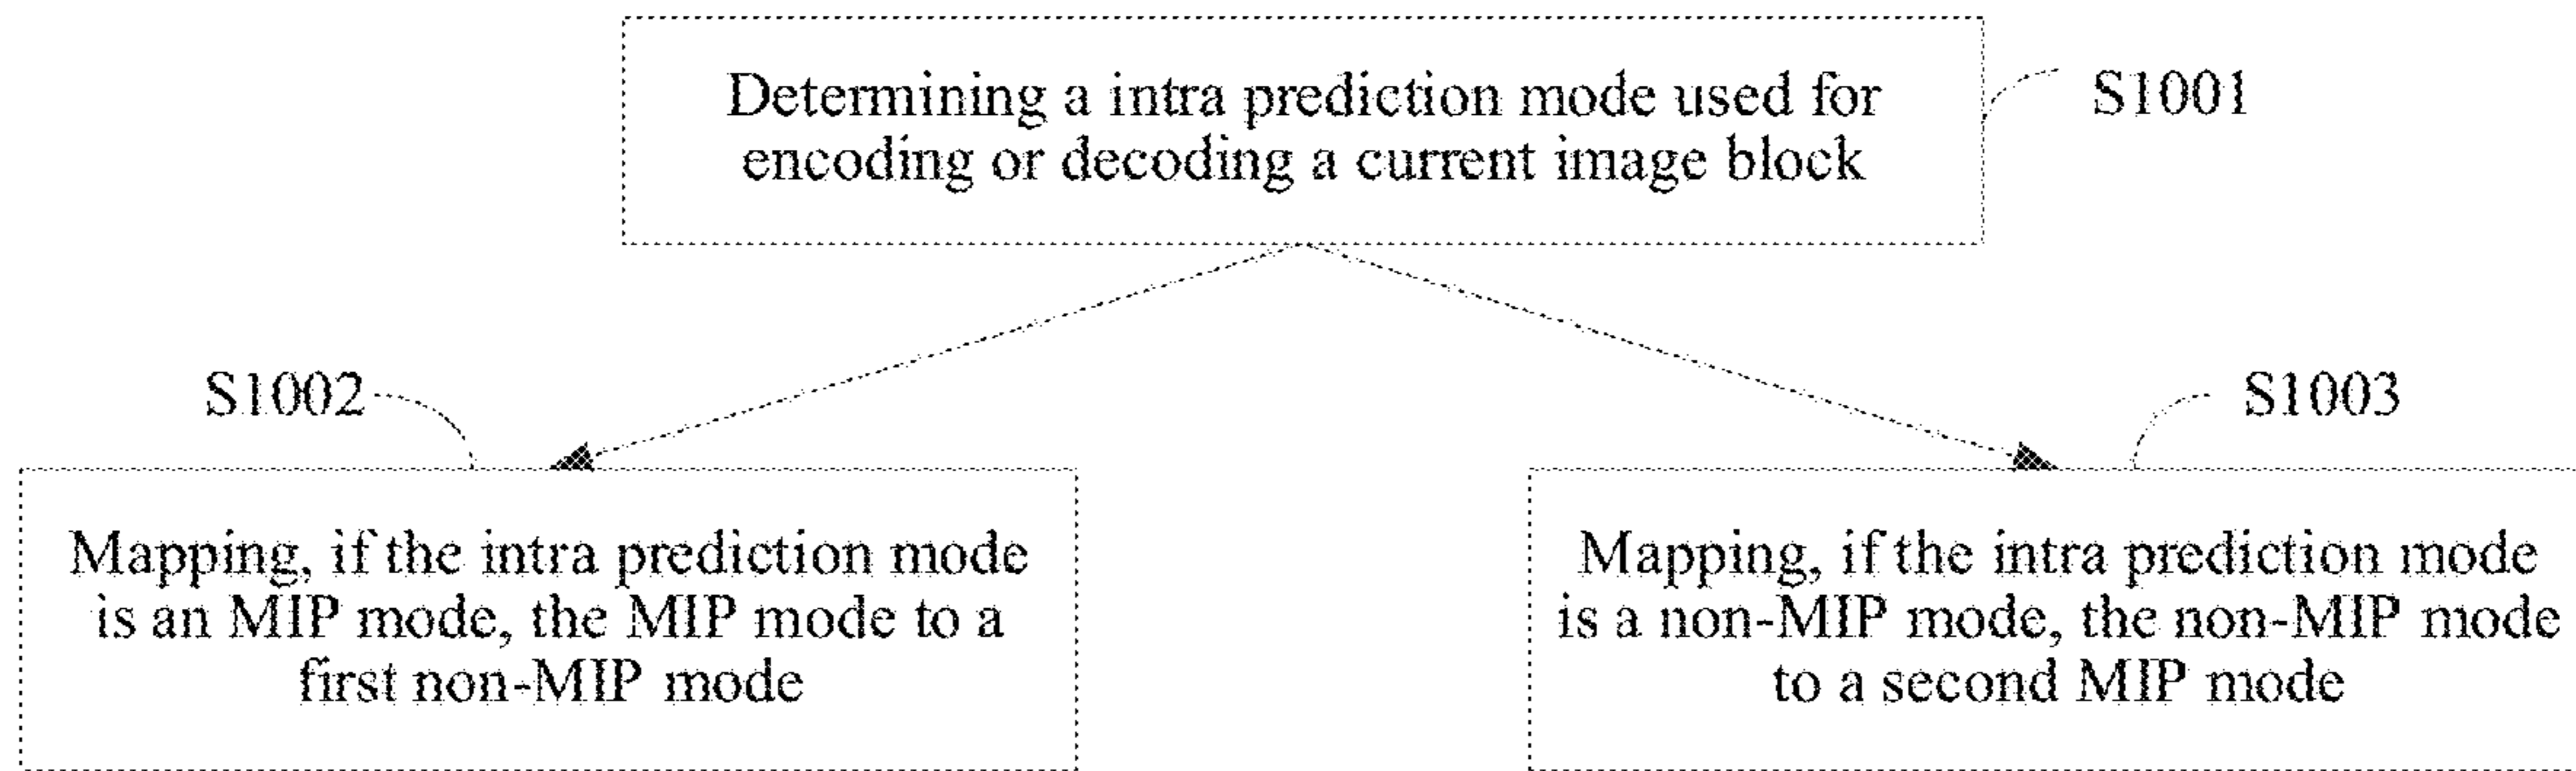 Determining a intra prediction mode used for
encoding or decoding a current image block
S1001
S1002
S1003
Mapping, if the intra prediction mode
is an MIP mode, the MIP mode to a
first non-MIP mode
Mapping, if the intra prediction mode
is a non-MIP mode, the non-MIP mode
to a second MIP mode